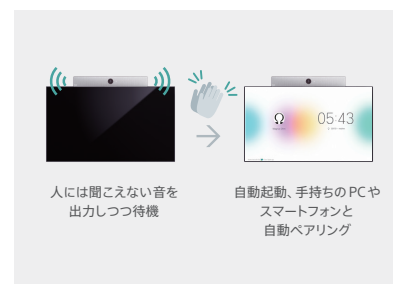 Ω
05:43
人には聞こえない音を
出力しつつ待機
自動起動、手持ちのPCや
スマートフォンと
自動ペアリング